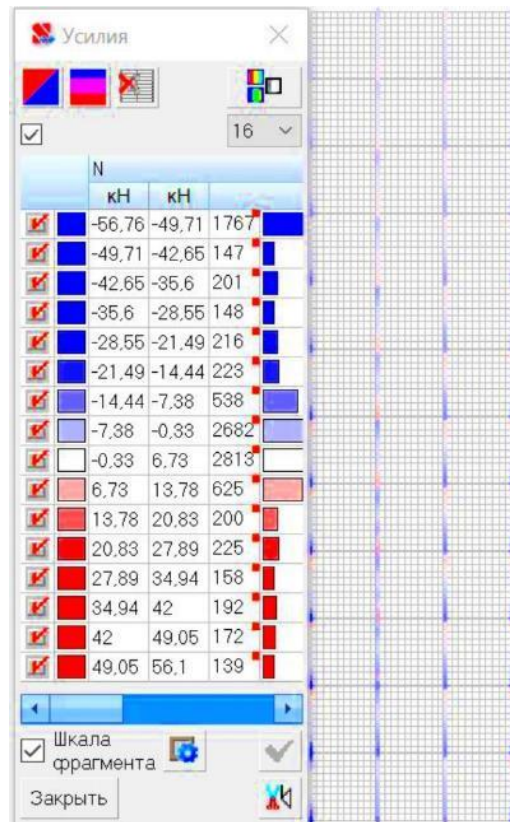 Усилия
16
N
кН кН
-56,76 -49,71 1767
-49,71 -42,65 147
-42,65 -35,6 201
-35,6 -28,55 148
-28,55 -21,49 216
-21,49 -14,44 223
-14,44 -7,38 538
-7,38 -0,33 2682
-0,33 6,73 2813
6,73 13,78 625
13,78 20,83 200
20,83 27,89 225
27,89 34,94 158
34,94 42 192
42 49,05 172
49,05 56,1 139
Шкала
фрагмента
Закрыть